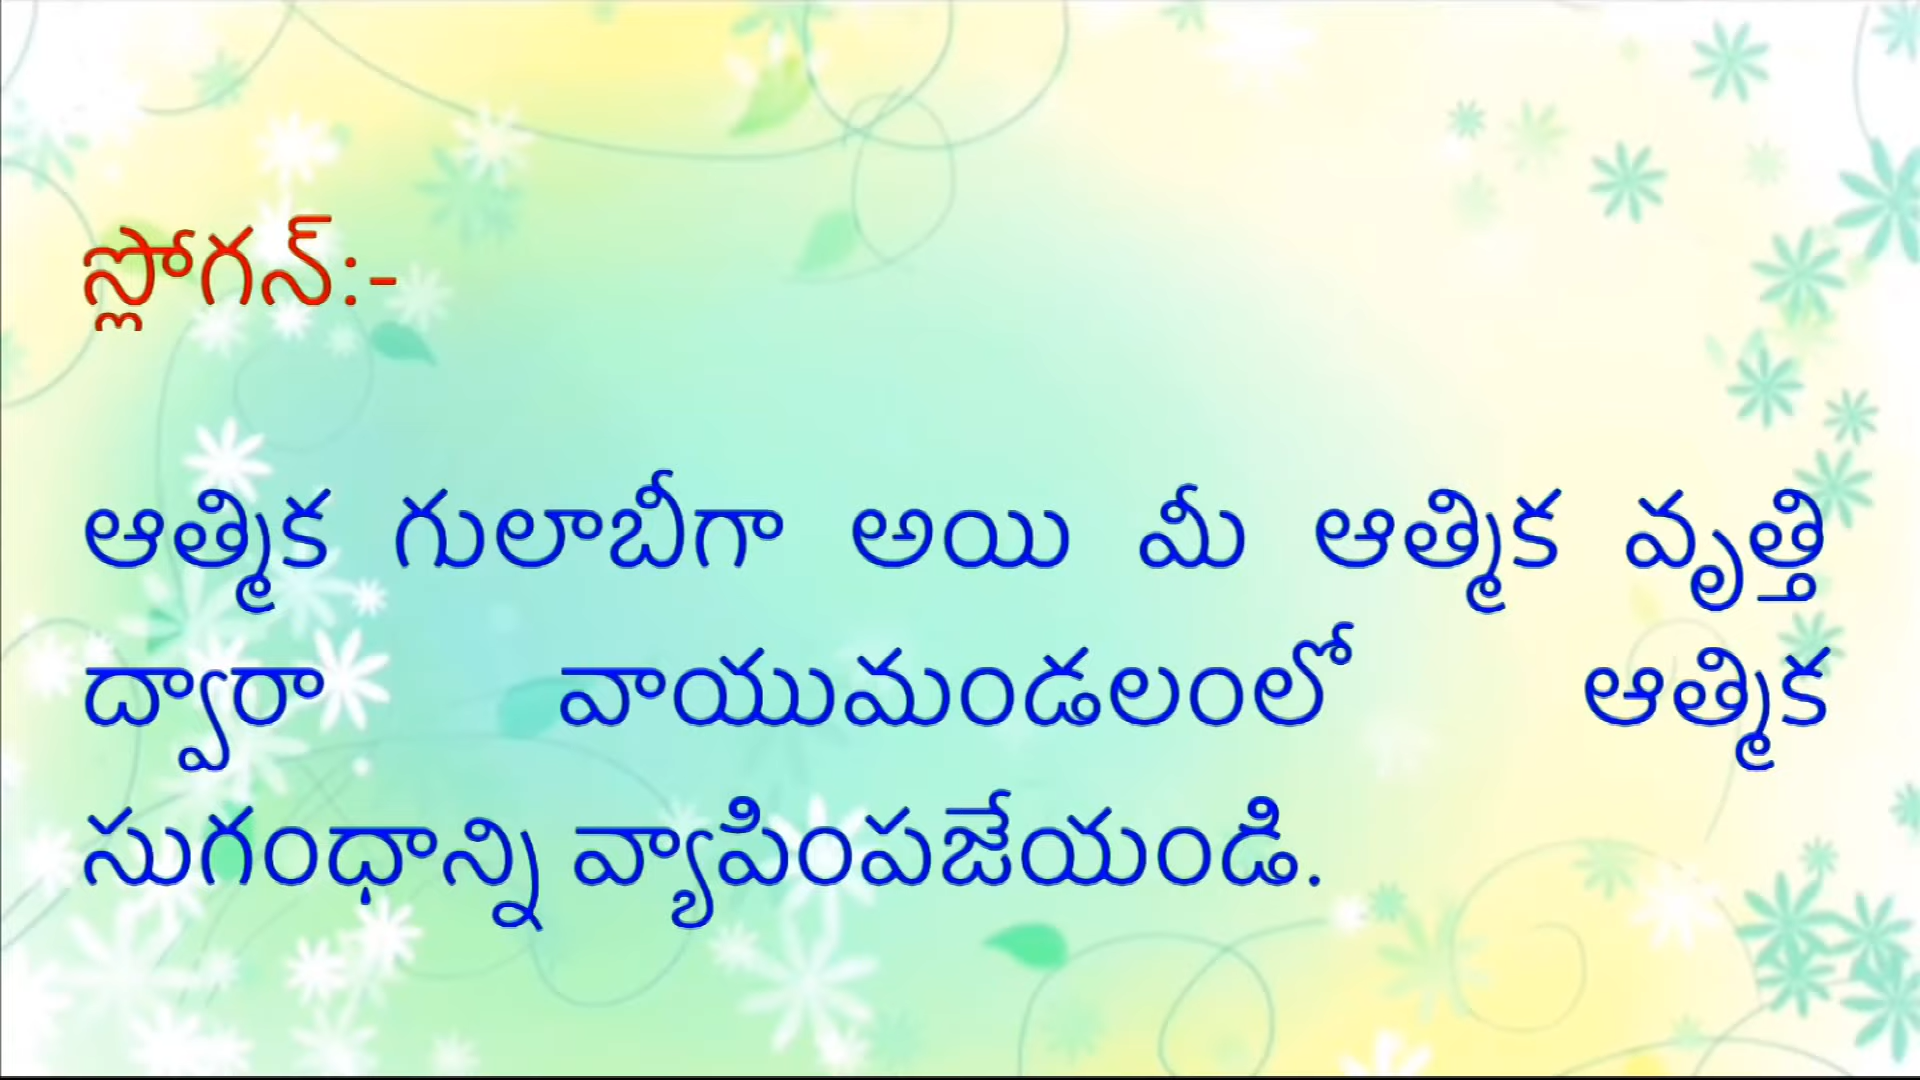 స్లోగన్:-
ఆత్మిక గులాబీగా అయి మీ ఆత్మిక వృత్తి
ద్వారా వాయుమండలంలో ఆత్మిక
సుగంధాన్ని వ్యాపింపజేయండి.